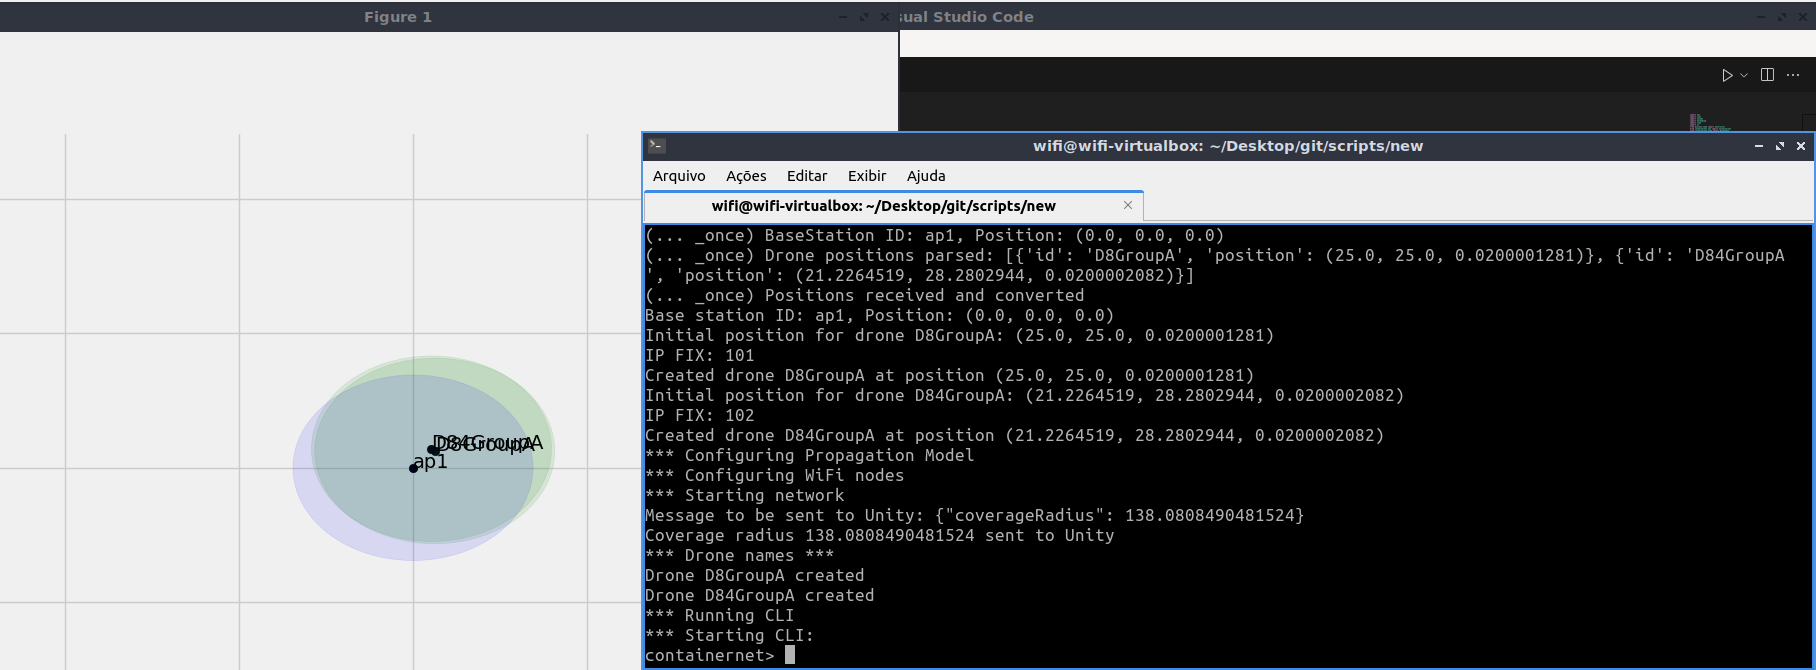 Figure 1
sual Studio Code
wifi@wifi-virtualbox: ~/Desktop/git/scripts/new
Arquivo Ações Editar Exibir Ajuda
wifi@wifi-virtualbox: ~/Desktop/git/scripts/new
(... _once) BaseStation ID: ap1, Position: (0.0, 0.0, 0.0)
(... _once) Drone positions parsed: [{'id': 'D8GroupA', 'position': (25.0, 25.0, 0.0200001281)}, {'id': 'D84GroupA
', 'position': (21.2264519, 28.2802944, 0.0200002082)}]
(... _once) Positions received and converted
Base station ID: ap1, Position: (0.0, 0.0, 0.0)
Initial position for drone D8GroupA: (25.0, 25.0, 0.0200001281)
IP FIX: 101
Created drone D8GroupA at position (25.0, 25.0, 0.0200001281)
Initial position for drone D84GroupA: (21.2264519, 28.2802944, 0.0200002082)
IP FIX: 102
Created drone D84GroupA at position (21.2264519, 28.2802944, 0.0200002082)
*** Configuring Propagation Model
*** Configuring WiFi nodes
*** Starting network
Message to be sent to Unity: {"coverageRadius": 138.0808490481524}
Coverage radius 138.0808490481524 sent to Unity
*** Drone names ***
Drone D8GroupA created
Drone D84GroupA created
*** Running CLI
*** Starting CLI:
containernet>
D84GroupA
D8GroupA
ap1